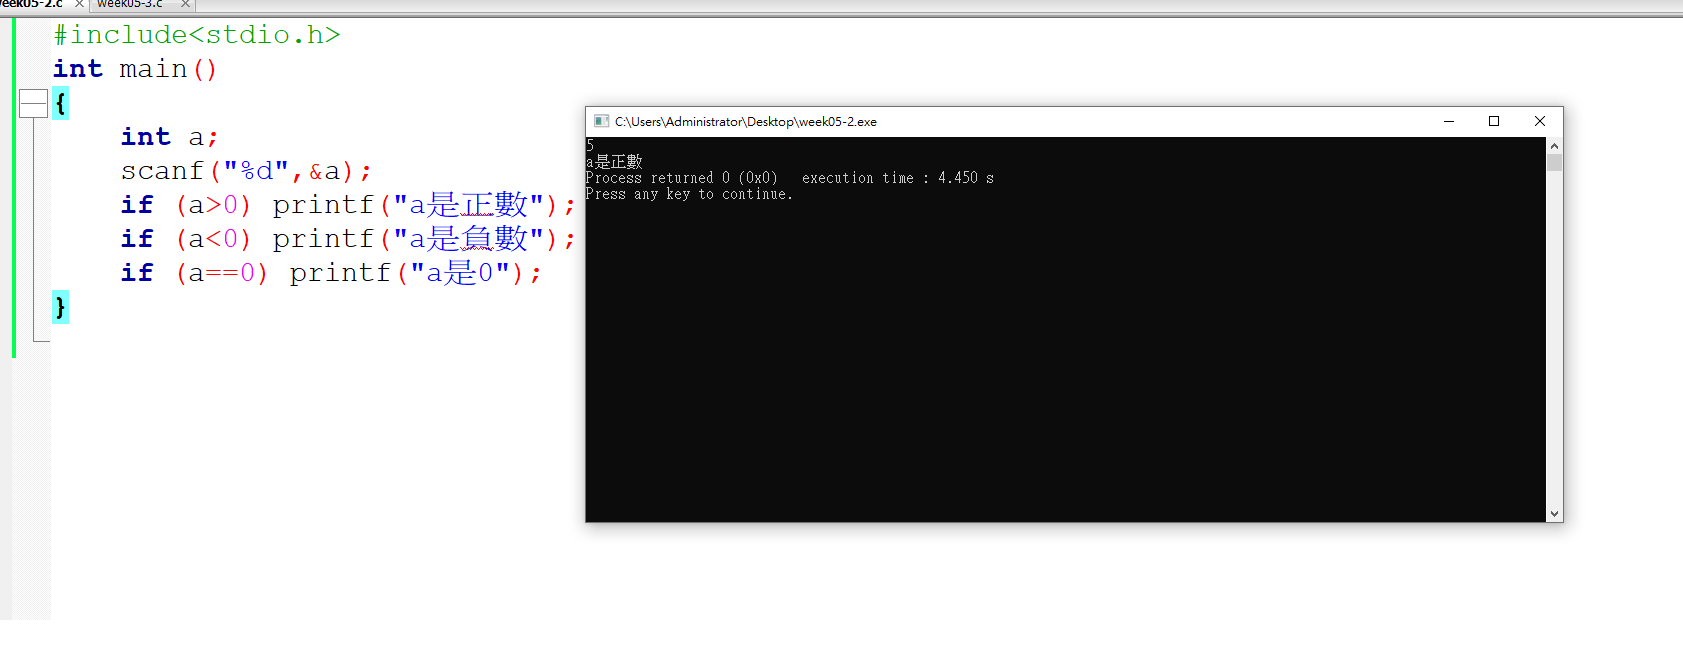 week05-2.c
week05-3.c
#include<stdio.h>
int main()
{
int a;
scanf("%d",&a);
if (a>0) printf("a是正數");
if (a<0) printf("a是負數");
if (a==0) printf("a是0");
}
C:\Users\Administrator\Desktop\week05-2.exe
5
a是正數
Process returned 0 (0x0)   execution time : 4.450 s
Press any key to continue.